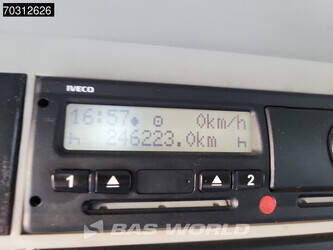 70312626
IVECO
16:57 0km/h
h 246223.0km h
1 2
BAS WORLD